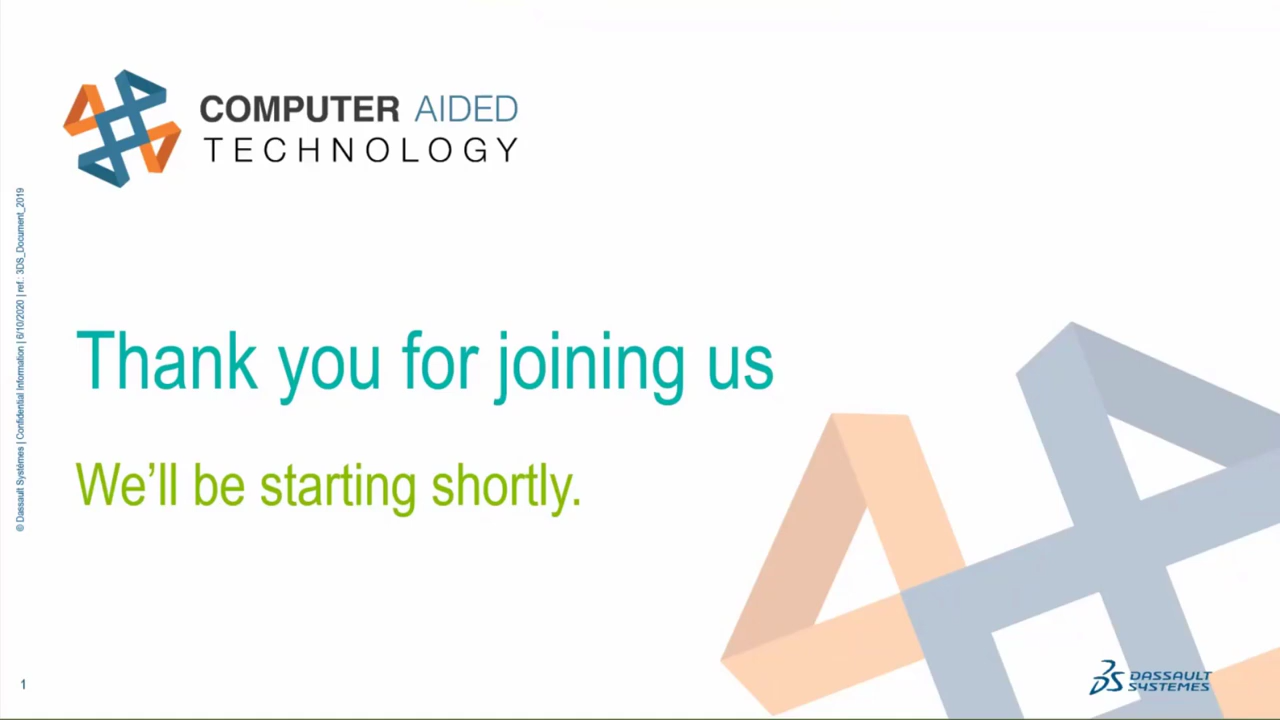 COMPUTER AIDED
TECHNOLOGY
© Dassault Systèmes | Confidential Information | 6/10/2020 | ref.: 3DS_Document_2019
Thank you for joining us
We’ll be starting shortly.
1
3DS DASSAULT
SYSTEMES